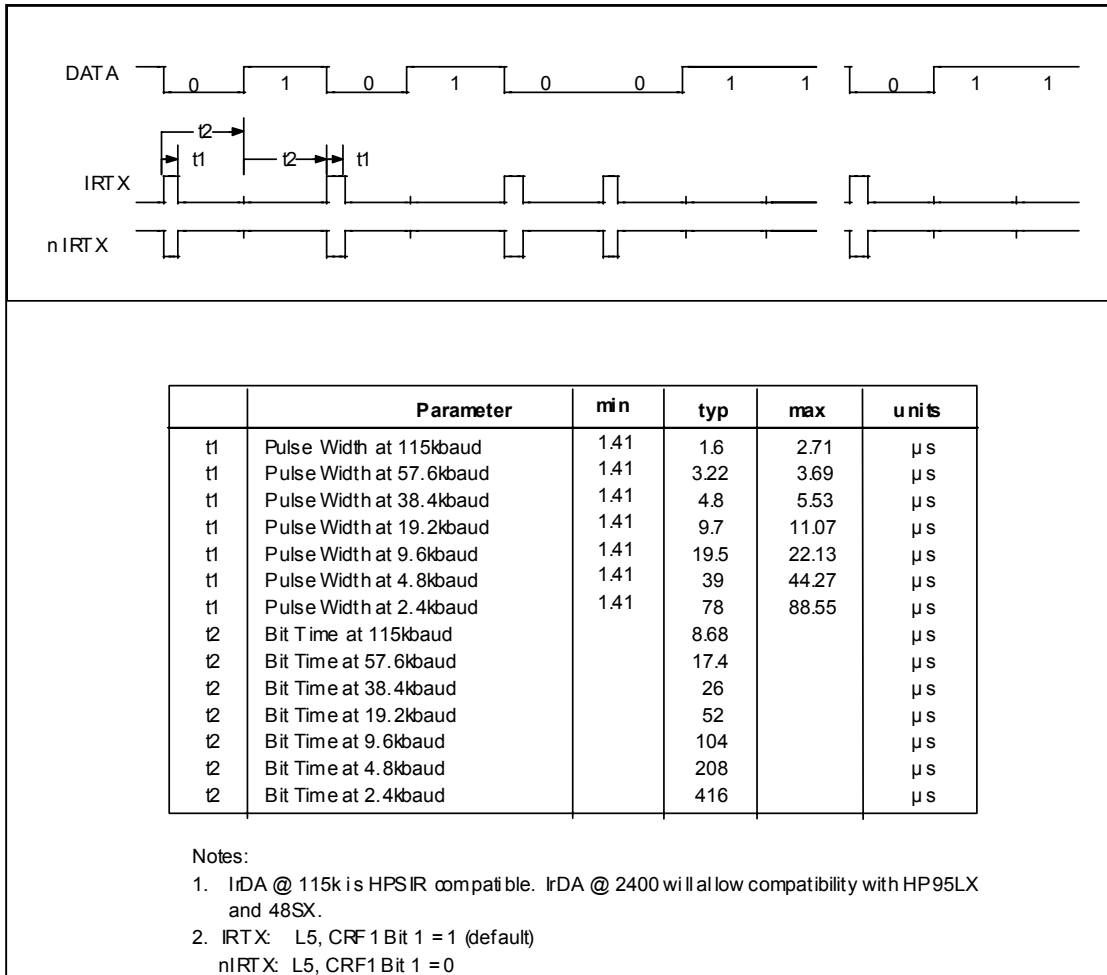 DATA 0 1 0 1 0 0 1 1 0 1 1
t2
t1 t2 t1
IRTX
nIRTX
Parameter min typ max units
t1 Pulse Width at 115kbaud 1.41 1.6 2.71 µs
t1 Pulse Width at 57.6kbaud 1.41 3.22 3.69 µs
t1 Pulse Width at 38.4kbaud 1.41 4.8 5.53 µs
t1 Pulse Width at 19.2kbaud 1.41 9.7 11.07 µs
t1 Pulse Width at 9.6kbaud 1.41 19.5 22.13 µs
t1 Pulse Width at 4.8kbaud 1.41 39 44.27 µs
t1 Pulse Width at 2.4kbaud 1.41 78 88.55 µs
t2 Bit Time at 115kbaud 8.68 µs
t2 Bit Time at 57.6kbaud 17.4 µs
t2 Bit Time at 38.4kbaud 26 µs
t2 Bit Time at 19.2kbaud 52 µs
t2 Bit Time at 9.6kbaud 104 µs
t2 Bit Time at 4.8kbaud 208 µs
t2 Bit Time at 2.4kbaud 416 µs
Notes:
1. IrDA @ 115k is HPSIR compatible. IrDA @ 2400 will allow compatibility with HP95LX
and 48SX.
2. IRTX: L5, CRF1 Bit 1 = 1 (default)
nIRTX: L5, CRF1 Bit 1 = 0